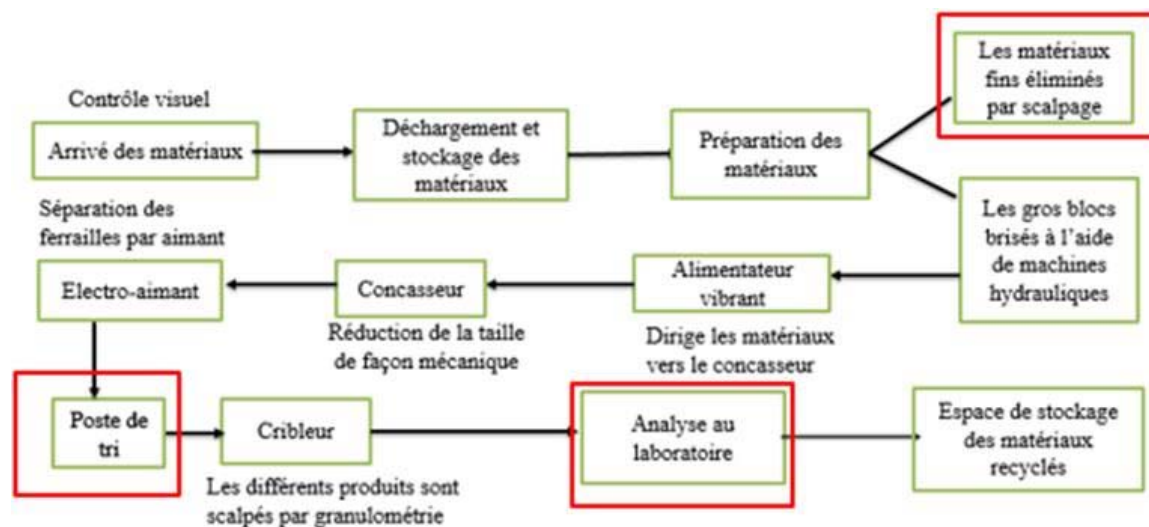 Contrôle visuel
Arrivé des matériaux
Déchargement et
stockage des
matériaux
Préparation des
matériaux
Les matériaux
fins éliminés
par scalpage
Les gros blocs
brisés à l’aide
de machines
hydrauliques
Alimentateur
vibrant
Dirige les matériaux
vers le concasseur
Concasseur
Réduction de la taille
de façon mécanique
Séparation des
ferrailles par aimant
Electro-aimant
Poste de
tri
Cribleur
Les différents produits sont
scalpés par granulométrie
Analyse au
laboratoire
Espace de stockage
des matériaux
recyclés